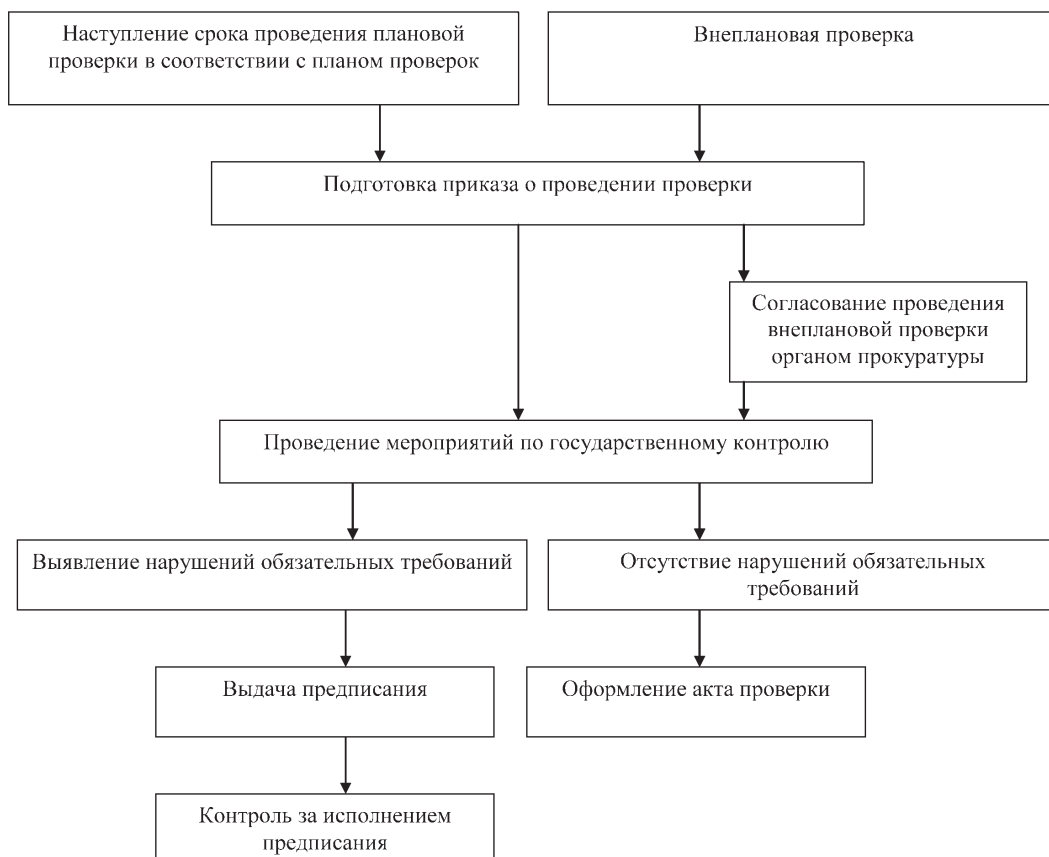 Наступление срока проведения плановой
проверки в соответствии с планом проверок
Внеплановая проверка
Подготовка приказа о проведении проверки
Согласование проведения
внеплановой проверки
органом прокуратуры
Проведение мероприятий по государственному контролю
Выявление нарушений обязательных требований
Отсутствие нарушений обязательных
требований
Выдача предписания
Оформление акта проверки
Контроль за исполнением
предписания